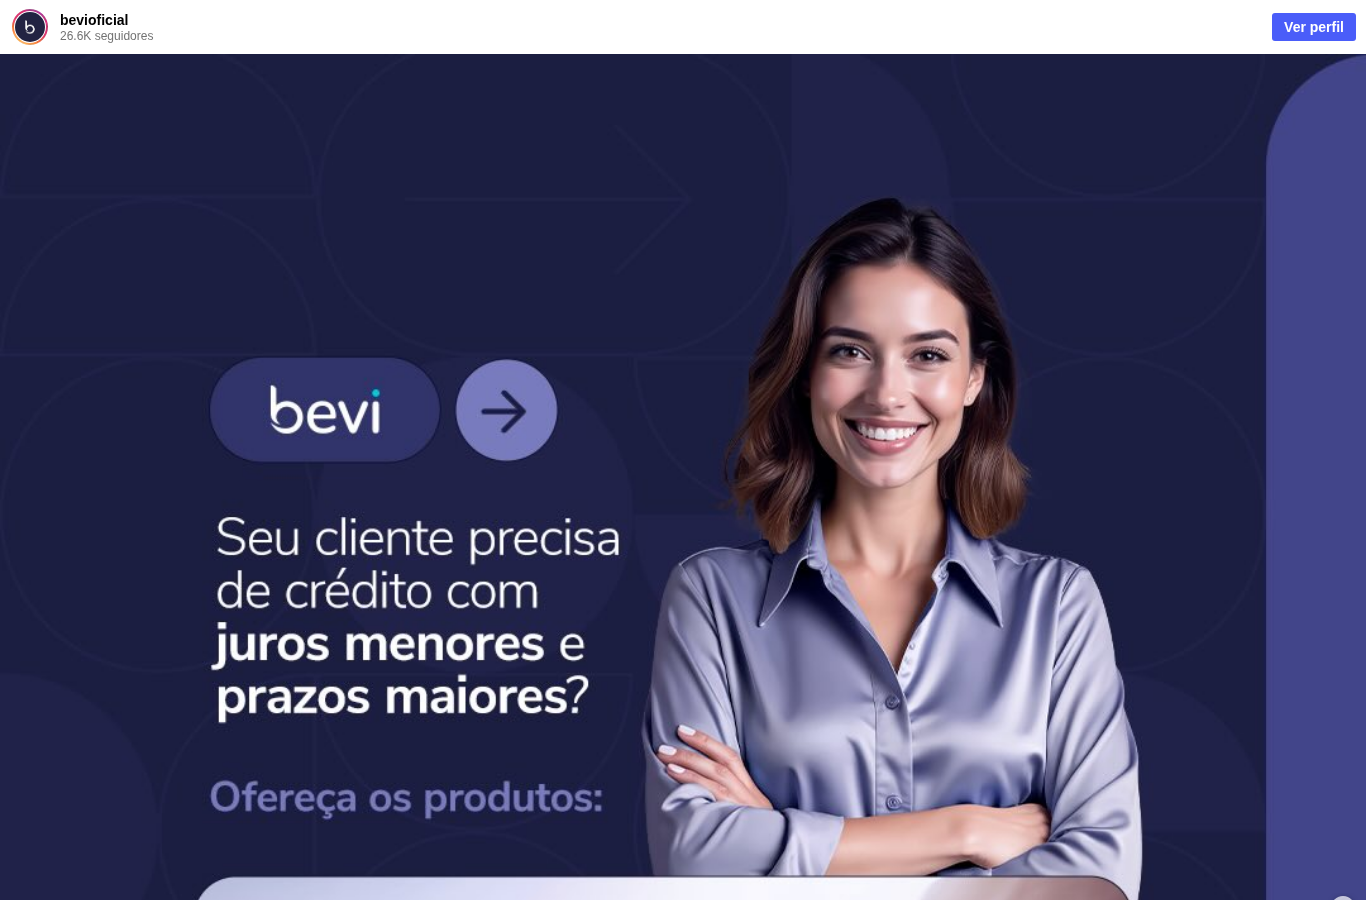 bevioficial
26.6K seguidores
Ver perfil
b
bevi
Seu cliente precisa
de crédito com
juros menores e
prazos maiores?
Ofereça os produtos: